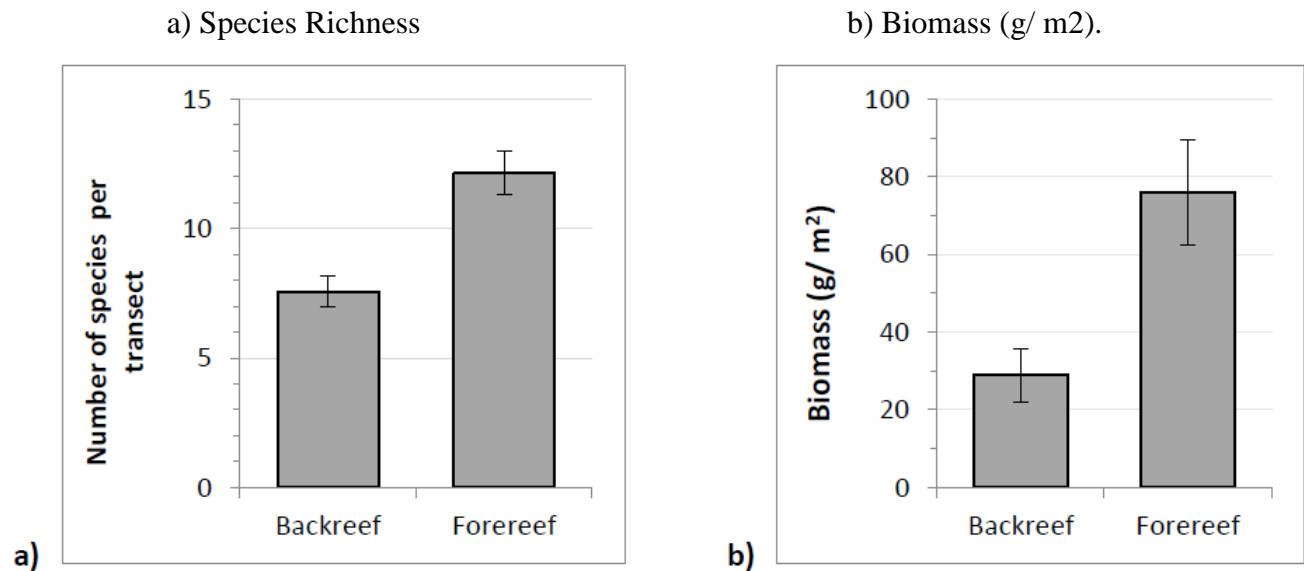 a) Species Richness
b) Biomass (g/ m2).
Number of species per
transect
15
10
5
0
Backreef
Forereef
a)
Biomass (g/ m²)
100
80
60
40
20
0
Backreef
Forereef
b)